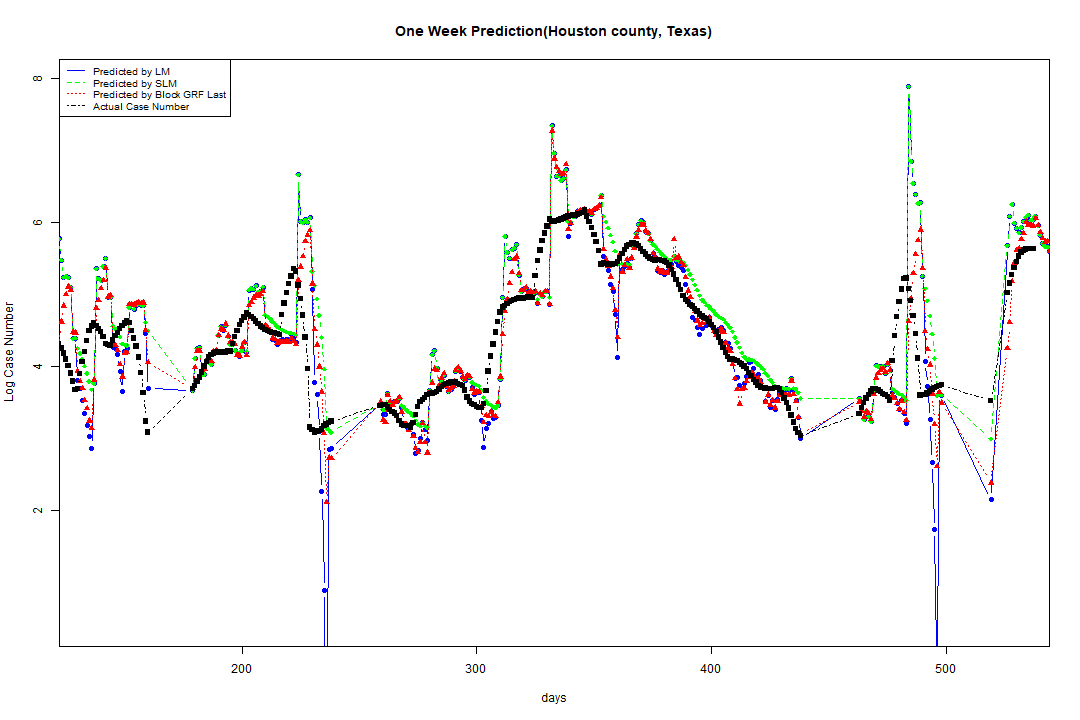 One Week Prediction(Houston county, Texas)
Predicted by LM
Predicted by SLM
Predicted by Block GRF Last
Actual Case Number
8
6
4
2
Log Case Number
200 300 400 500
days